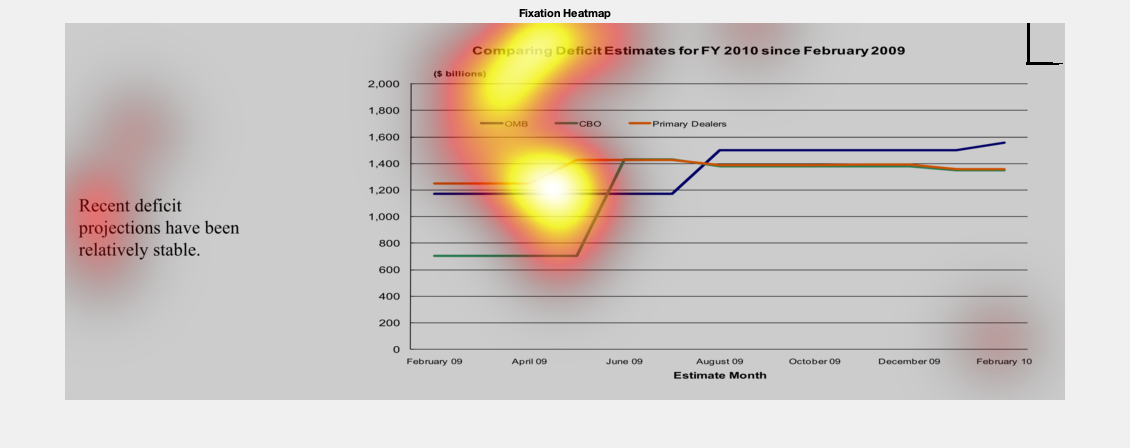 Fixation Heatmap
Comparing Deficit Estimates for FY 2010 since February 2009
($ billions)
2,000
1,800
OMB CBO Primary Dealers
1,600
1,400
1,200
1,000
800
600
400
200
0
February 09 April 09 June 09 August 09 October 09 December 09 February 10
Estimate Month
Recent deficit
projections have been
relatively stable.